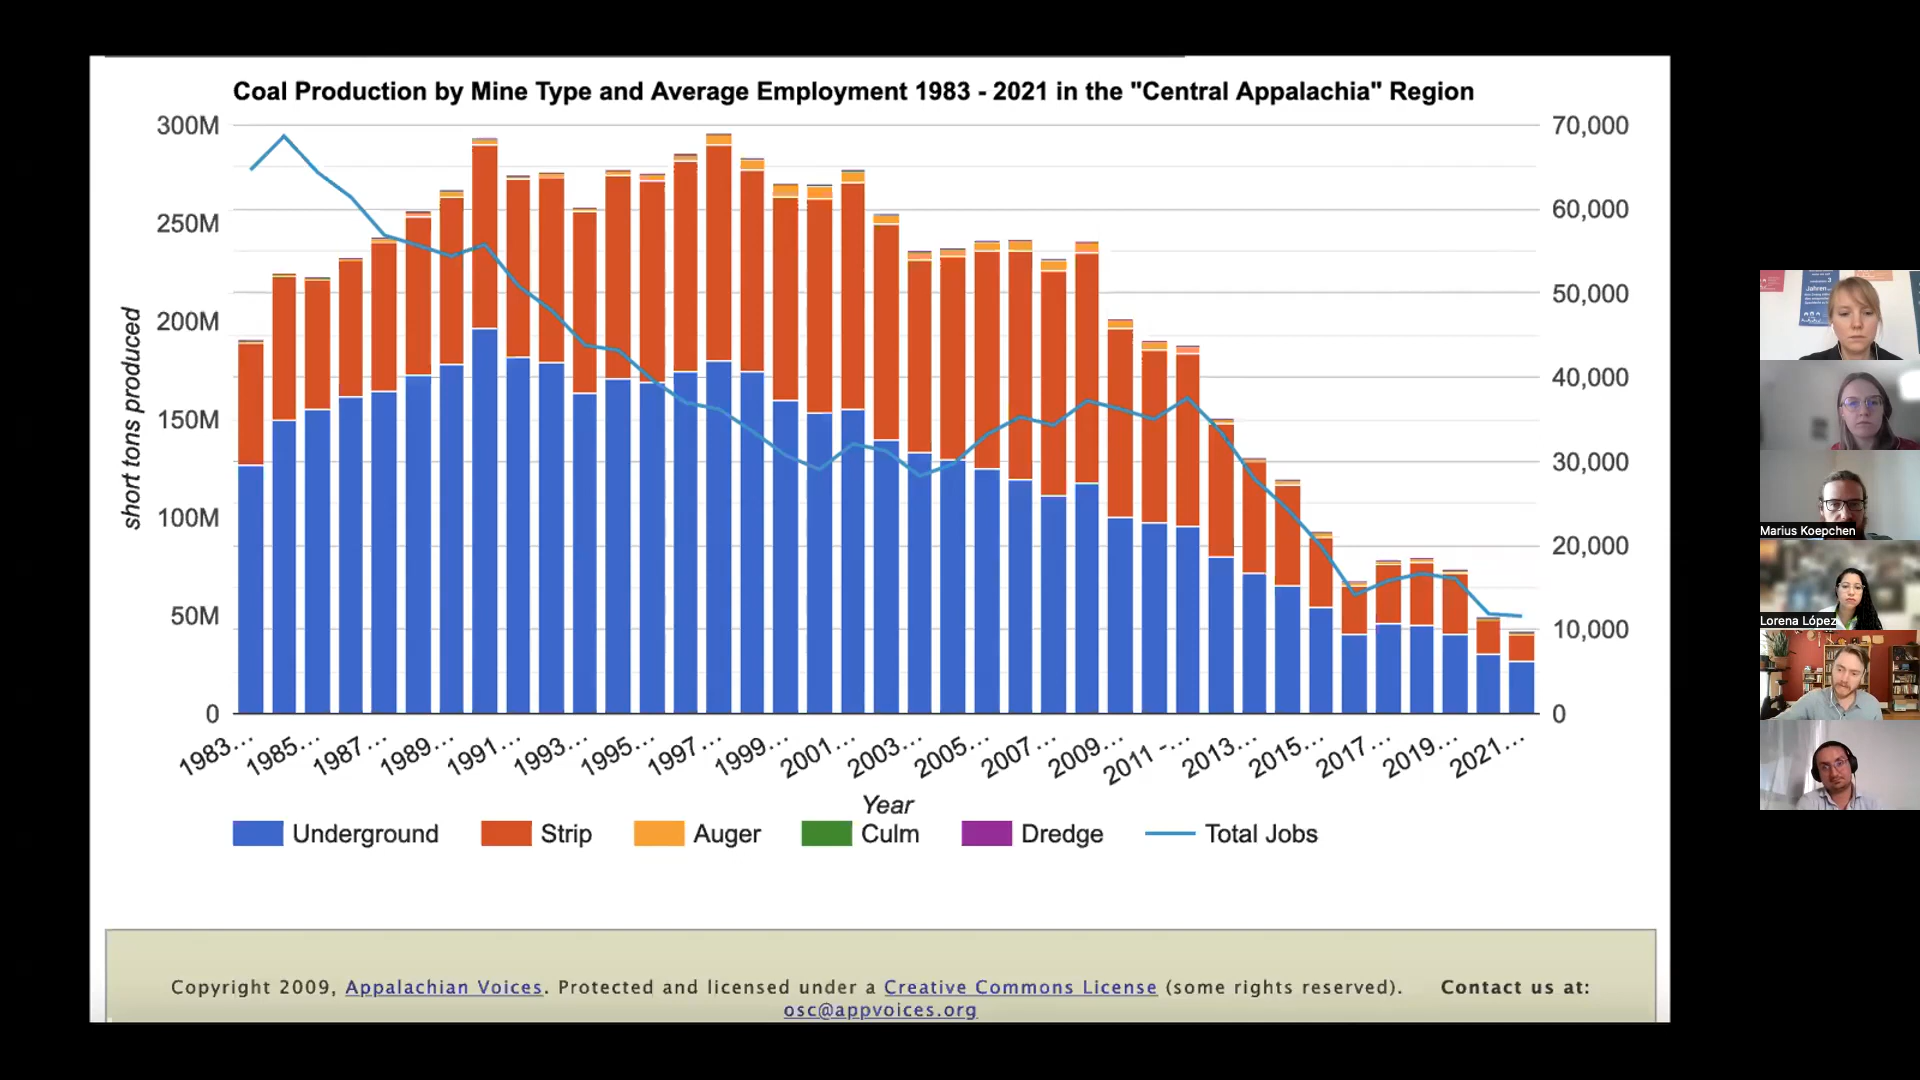 Coal Production by Mine Type and Average Employment 1983 - 2021 in the "Central Appalachia" Region
300M
250M
200M
150M
100M
50M
0
short tons produced
70,000
60,000
50,000
40,000
30,000
20,000
10,000
0
1983...
1985...
1987...
1989...
1991...
1993...
1995...
1997...
1999...
2001...
2003...
2005...
2007...
2009...
2011 -...
2013...
2015...
2017...
2019...
2021...
Year
Underground
Strip
Auger
Culm
Dredge
Total Jobs
Copyright 2009, Appalachian Voices. Protected and licensed under a Creative Commons License (some rights reserved). Contact us at:
osc@appvoices.org
3
Jahren
Marius Koepchen
Lorena López